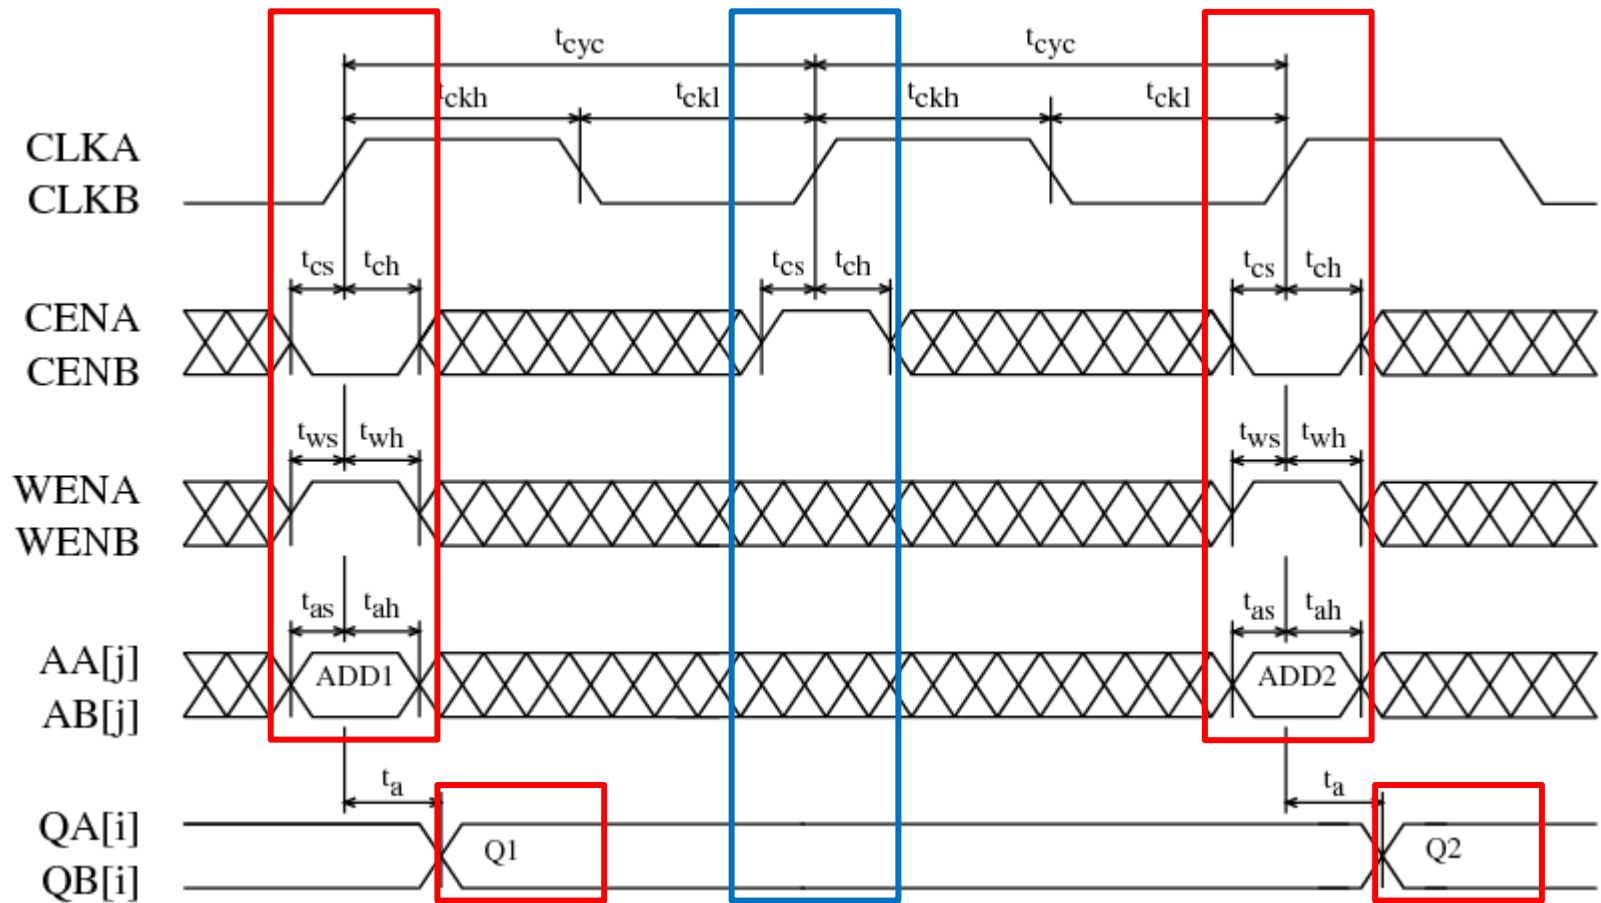 tcyc tcyc
tckh tckl tckh tckl
CLKA
CLKB
tcs tch tcs tch tcs tch
CENA
CENB
tws twh tws twh
WENA
WENB
tas tah tas tah
AA[j] ADD1 ADD2
AB[j]
ta ta
QA[i] Q1 Q2
QB[i]